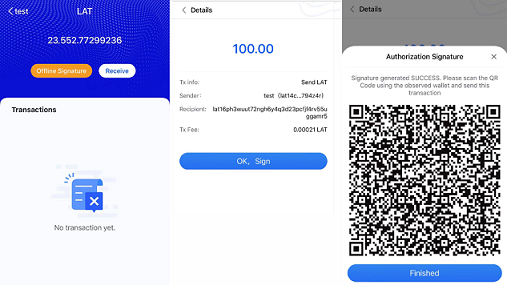 test
LAT
23,552.77299236
Offline Signature
Receive
Transactions
No transaction yet.
Details
100.00
Tx info:
Send LAT
Sender:
test (lat14c...794z4r)
Recipient:
lat16ph3wuut72ngh6y4q3d23pcfjf4rv65u
ggamr5
Tx Fee:
0.00021 LAT
OK, Sign
Details
Authorization Signature
Signature generated SUCCESS. Please scan the QR
Code using the observed wallet and send this
transaction
Finished